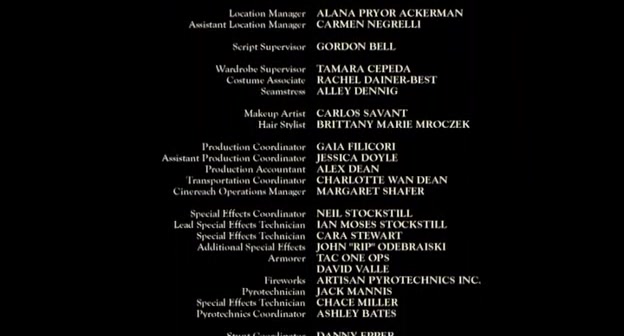 Location Manager ALANA PRYOR ACKERMAN
Assistant Location Manager CARMEN NEGRELLI
Script Supervisor GORDON BELL
Wardrobe Supervisor TAMARA CEPEDA
Costume Associate RACHEL DAINER-BEST
Seamstress ALLEY DENNIG
Makeup Artist CARLOS SAVANT
Hair Stylist BRITTANY MARIE MROCZEK
Production Coordinator GAIA FILICORI
Assistant Production Coordinator JESSICA DOYLE
Production Accountant ALEX DEAN
Transportation Coordinator CHARLOTTE WAN DEAN
Cinereach Operations Manager MARGARET SHAFER
Special Effects Coordinator NEIL STOCKSTILL
Lead Special Effects Technician IAN MOSES STOCKSTILL
Special Effects Technician CARA STEWART
Additional Special Effects JOHN "RIP" ODEBRAISKI
Armorer TAC ONE OPS
DAVID VALLE
Fireworks ARTISAN PYROTECHNICS INC.
Pyrotechnician JACK MANNIS
Special Effects Technician CHACE MILLER
Pyrotechnics Coordinator ASHLEY BATES
Stunt Coordinator DANNY EPPER